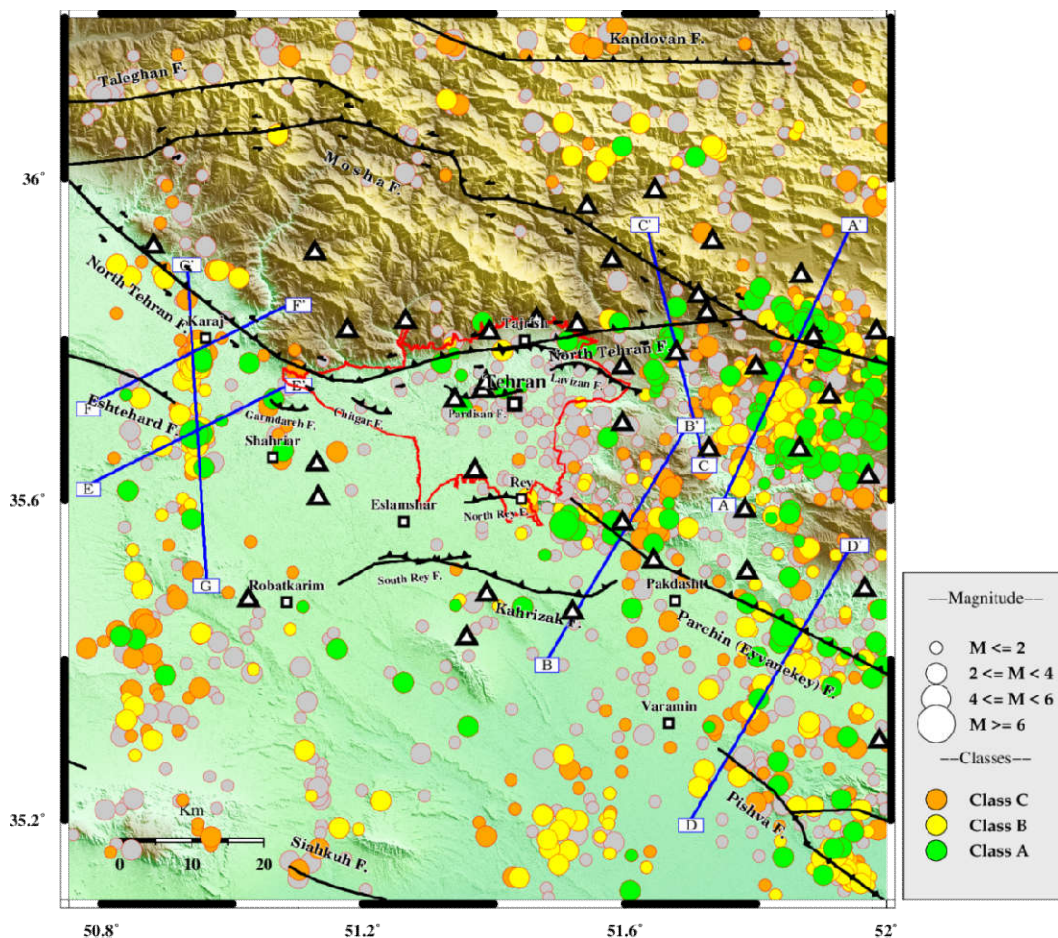 Kandovan F.
Taleghan F.
36°
Mosha F.
C'
A'
G'
North Tehran F.
F'
Karaj
Tajrish
North Tehran F.
E'
Tehran
Lavizan F.
F
Eshtehard F.
Garmdareh F.
Chitgar F.
Pardisan F.
B'
Shahriar
C
E
35.6°
Rey
A
Eslamshar
North Rey F.
D'
South Rey F.
G
Robatkarim
Pakdasht
Kahrizak F.
Parchin (Eyvanekey) F.
B
Varamin
35.2°
D
Pishva F.
Km
0 10 20
Siahkuh F.
50.8° 51.2° 51.6° 52°
---Magnitude---
M <= 2
2 <= M < 4
4 <= M < 6
M >= 6
---Classes---
Class C
Class B
Class A